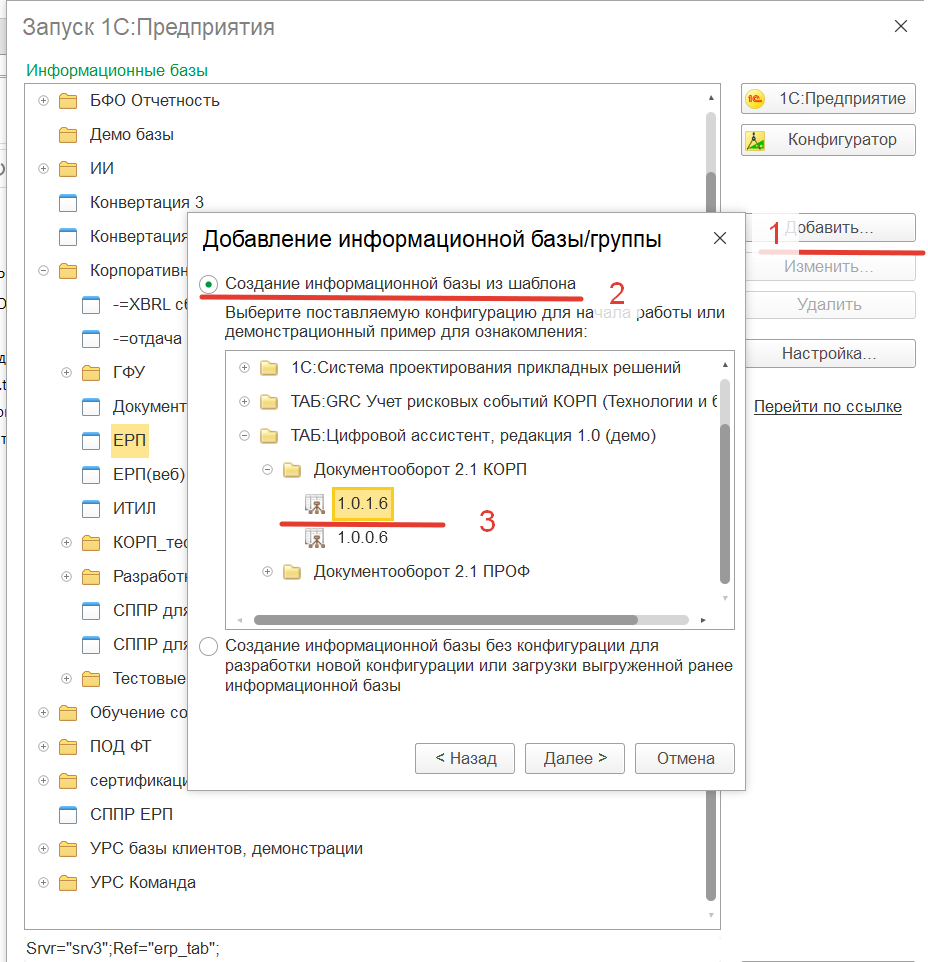 Запуск 1С:Предприятия
Информационные базы
БФО Отчетность
Демо базы
ИИ
Конвертация 3
Конвертация
Корпоративн
-=XBRL сб
-=отдача
ГФУ
Документ
ЕРП
ЕРП(веб)
ИТИЛ
КОРП_тес
Разработк
СППР для
СППР для
Тестовые
Обучение со
ПОД ФТ
сертификаци
СППР ЕРП
УРС базы клиентов, демонстрации
УРС Команда
Srvr="srv3";Ref="erp_tab";
1С:Предприятие
Конфигуратор
1
Добавить...
Изменить...
Удалить
Настройка...
Перейти по ссылке
Добавление информационной базы/группы
Создание информационной базы из шаблона
2
Выберите поставляемую конфигурацию для начала работы или
демонстрационный пример для ознакомления:
1С:Система проектирования прикладных решений
ТАБ:GRC Учет рисковых событий КОРП (Технологии и б
ТАБ:Цифровой ассистент, редакция 1.0 (демо)
Документооборот 2.1 КОРП
1.0.1.6
3
1.0.0.6
Документооборот 2.1 ПРОФ
Создание информационной базы без конфигурации для
разработки новой конфигурации или загрузки выгруженной ранее
информационной базы
< Назад
Далее >
Отмена